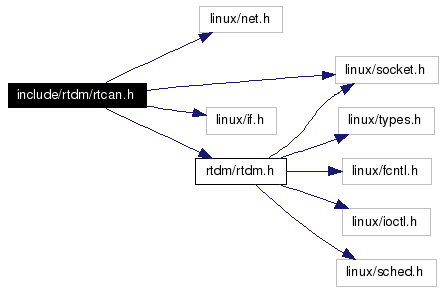 linux/net.h
linux/socket.h
include/rtdm/rtcan.h
linux/if.h
linux/types.h
rtdm/rtdm.h
linux/fcntl.h
linux/ioctl.h
linux/sched.h